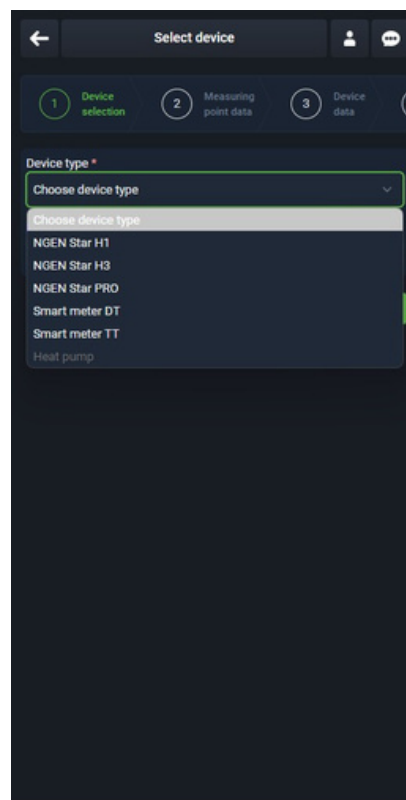 Select device
1
Device
selection
2
Measuring
point data
3
Device
data
Device type *
Choose device type
Choose device type
NGEN Star H1
NGEN Star H3
NGEN Star PRO
Smart meter DT
Smart meter TT
Heat pump